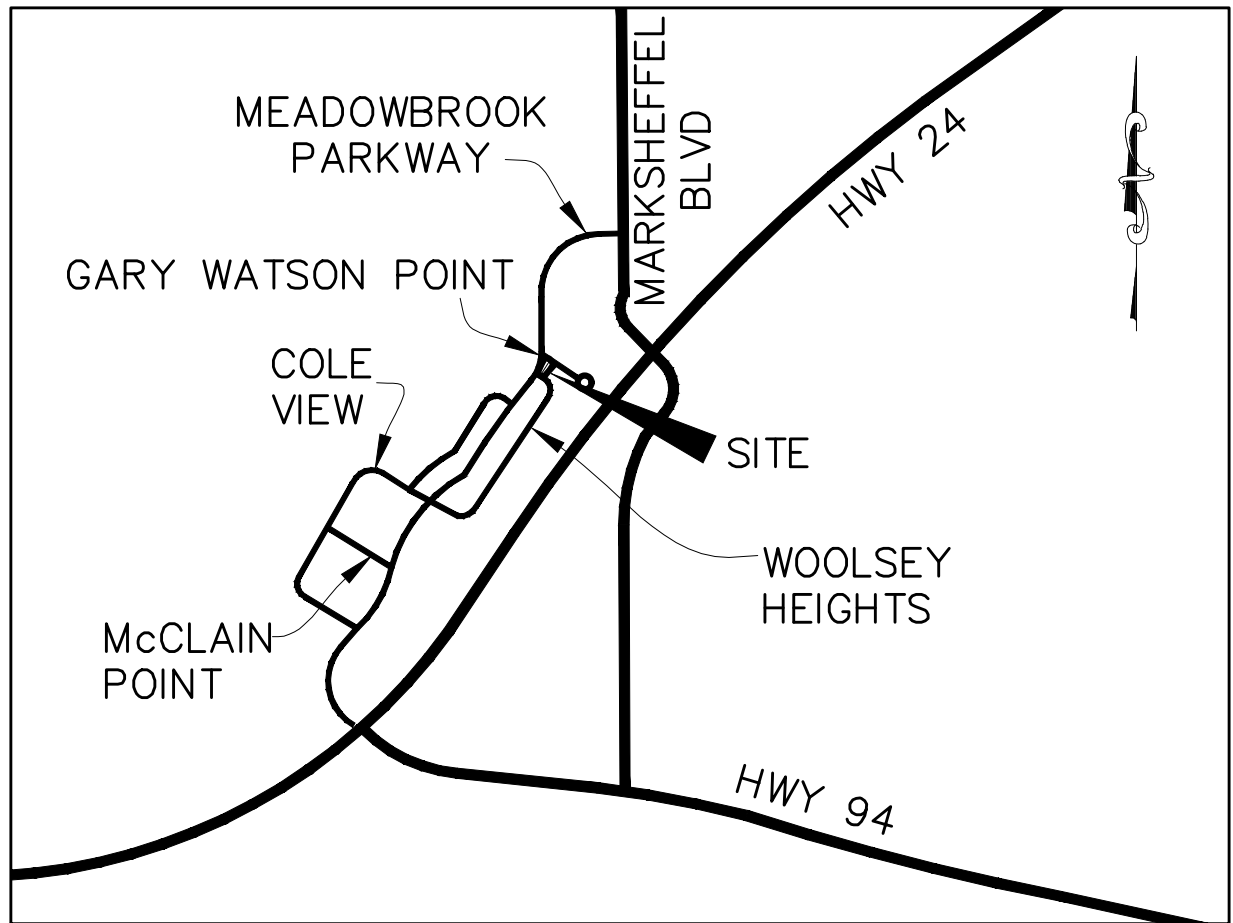 MEADOWBROOK
PARKWAY
MARKSHEFFEL
BLVD
HWY 24
GARY WATSON POINT
COLE
VIEW
SITE
WOOLSEY
HEIGHTS
McCLAIN
POINT
HWY 94